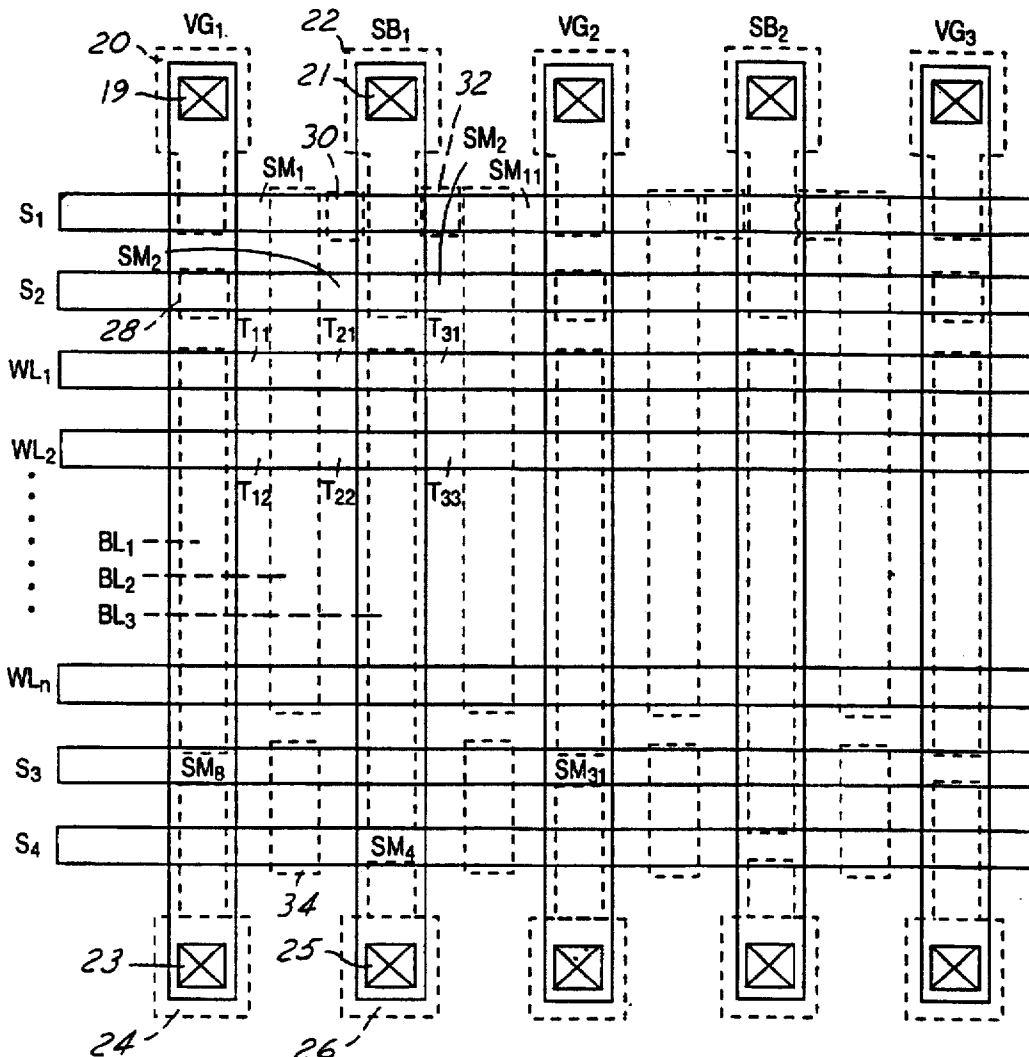 VG₁ 22 SB₁ VG₂ SB₂ VG₃
20
19 21 32
30 SM₂
SM₁ SM₁₁
S₁
SM₂
S₂
28
T₁₁ T₂₁ T₃₁
WL₁
WL₂
T₁₂ T₂₂ T₃₃
BL₁
BL₂
BL₃
WLₙ
S₃ SM₈ SM₃₁
S₄ SM₄
34
23 25
24 26